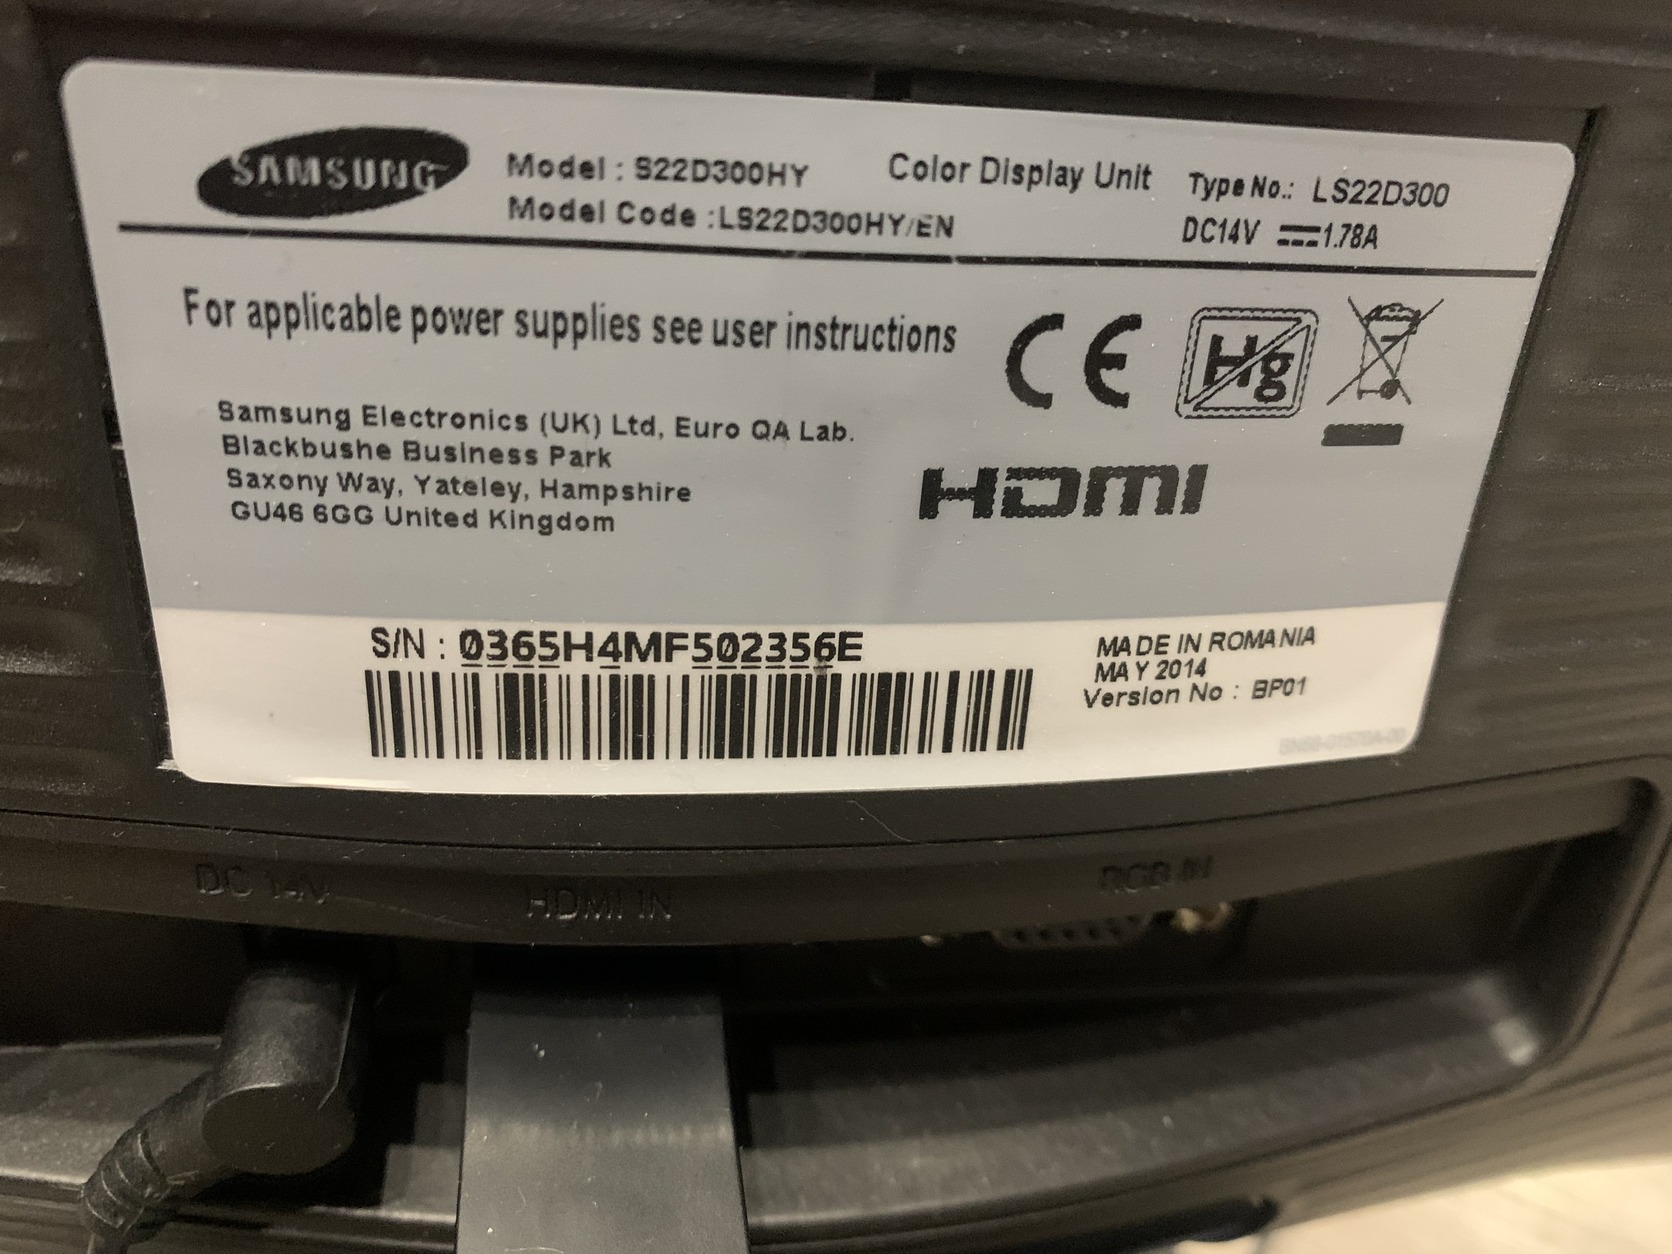 SAMSUNG
Model : S22D300HY
Model Code :LS22D300HY/EN
Color Display Unit
Type No.: LS22D300
DC14V 1.78A
For applicable power supplies see user instructions
CE
Hg
Samsung Electronics (UK) Ltd, Euro QA Lab.
Blackbushe Business Park
Saxony Way, Yateley, Hampshire
GU46 6GG United Kingdom
HDMI
S/N : 0365H4MF502356E
MADE IN ROMANIA
MAY 2014
Version No : BP01
DC 14V
HDMI IN
RGB IN